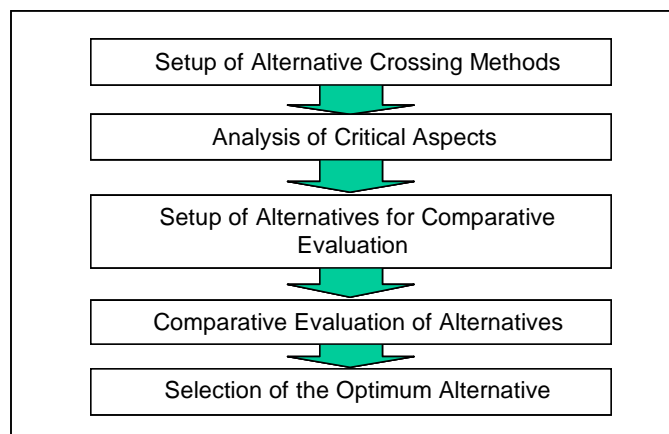 Setup of Alternative Crossing Methods
Analysis of Critical Aspects
Setup of Alternatives for Comparative
Evaluation
Comparative Evaluation of Alternatives
Selection of the Optimum Alternative